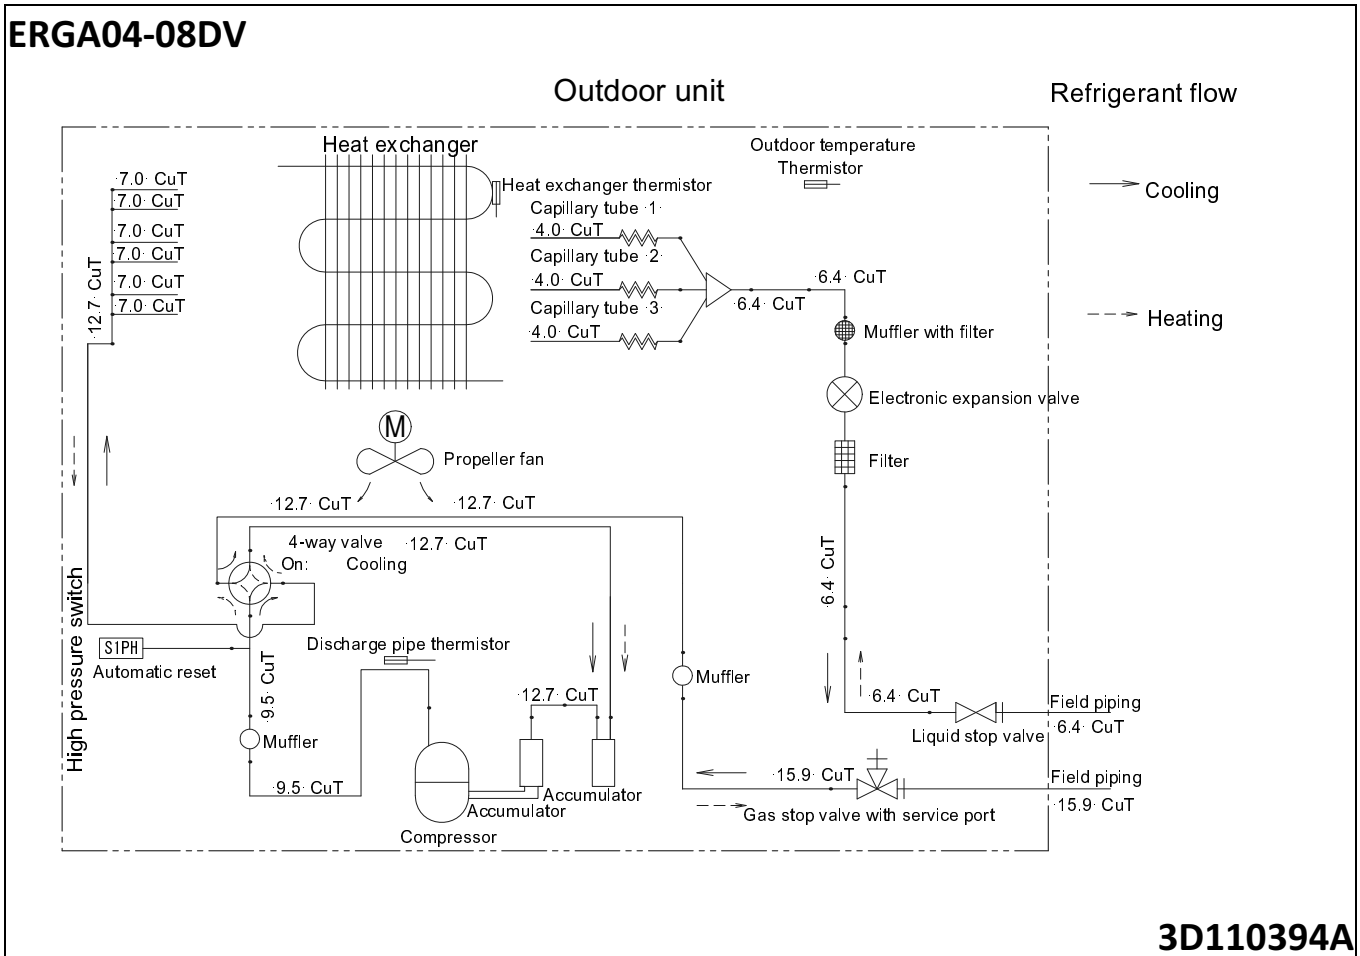 ERGA04-08DV
Outdoor unit
Refrigerant flow
Heat exchanger
Outdoor temperature
Thermistor
Cooling
Heating
·7.0· CuT
·7.0· CuT
·7.0· CuT
·7.0· CuT
·7.0· CuT
·7.0· CuT
·12.7· CuT
Heat exchanger thermistor
Capillary tube ·1·
·4.0· CuT
Capillary tube ·2·
·4.0· CuT
Capillary tube ·3·
·4.0· CuT
·6.4· CuT
·6.4· CuT
Muffler with filter
Electronic expansion valve
Filter
M
Propeller fan
·12.7· CuT
·12.7· CuT
4-way valve
·12.7· CuT
On: Cooling
·6.4· CuT
High pressure switch
S1PH
Automatic reset
Discharge pipe thermistor
·9.5· CuT
Muffler
·9.5· CuT
·12.7· CuT
Muffler
·6.4· CuT
Field piping
·6.4· CuT
Liquid stop valve
·15.9· CuT
Field piping
·15.9· CuT
Gas stop valve with service port
Accumulator
Accumulator
Compressor
3D110394A